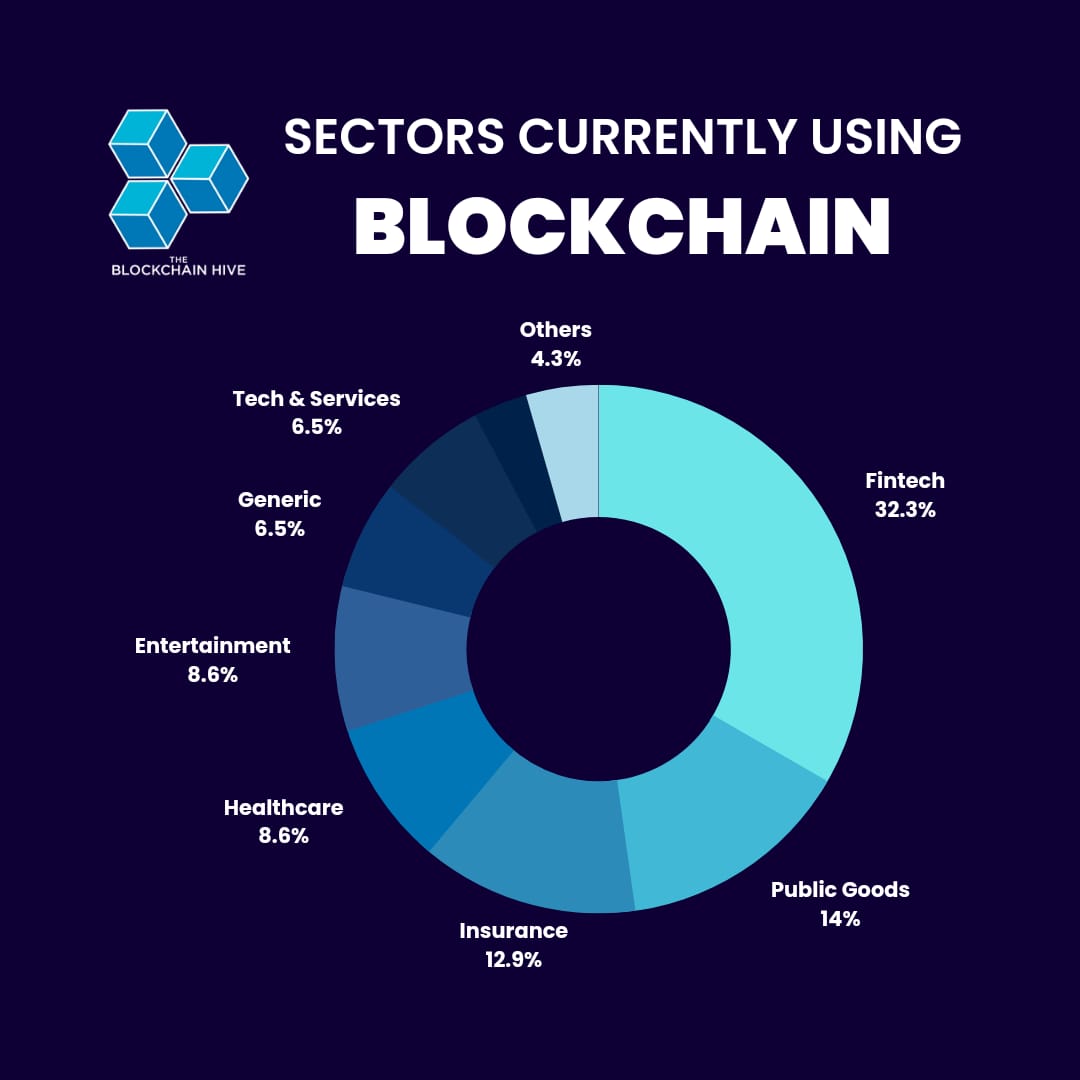 SECTORS CURRENTLY USING
BLOCKCHAIN
THE
BLOCKCHAIN HIVE
Others
4.3%
Tech & Services
6.5%
Fintech
32.3%
Generic
6.5%
Entertainment
8.6%
Healthcare
8.6%
Public Goods
14%
Insurance
12.9%